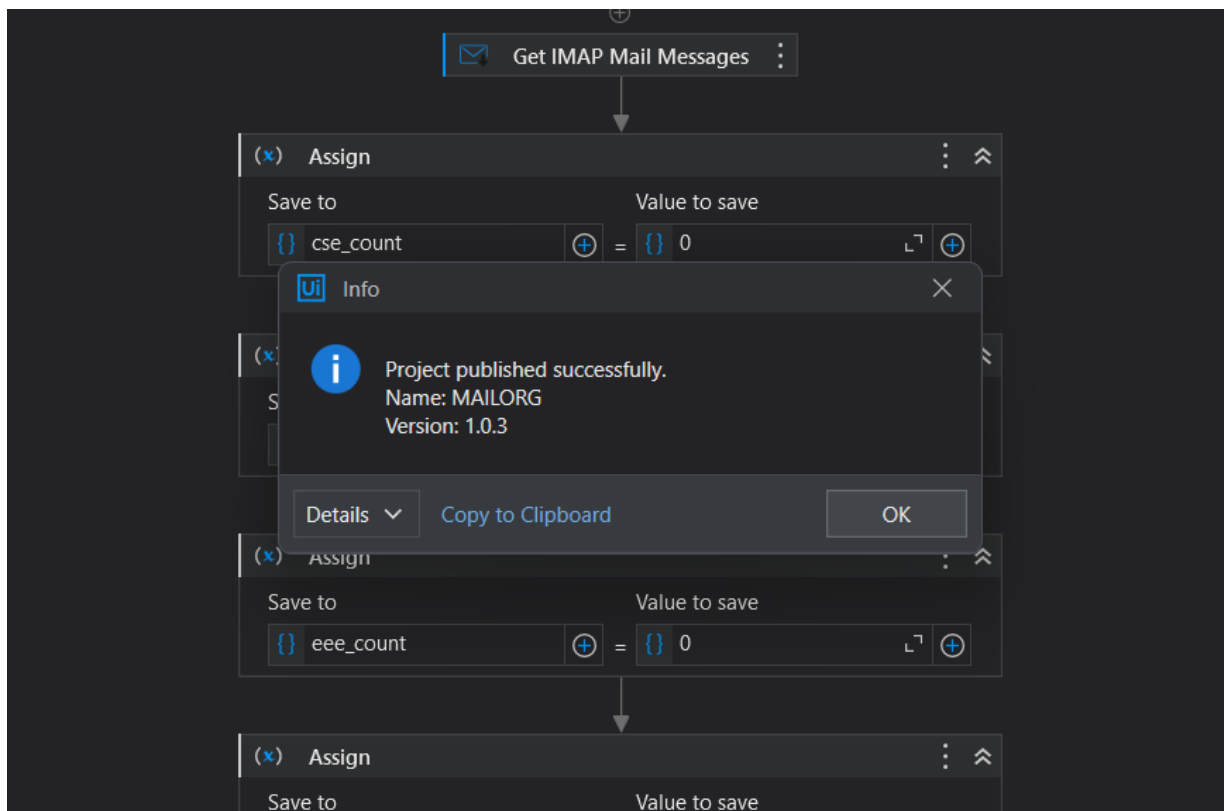 Get IMAP Mail Messages
Assign
Save to Value to save
cse_count = 0
Ui Info
Project published successfully.
Name: MAILORG
Version: 1.0.3
Details Copy to Clipboard OK
Assign
Save to Value to save
eee_count = 0
Assign
Save to Value to save